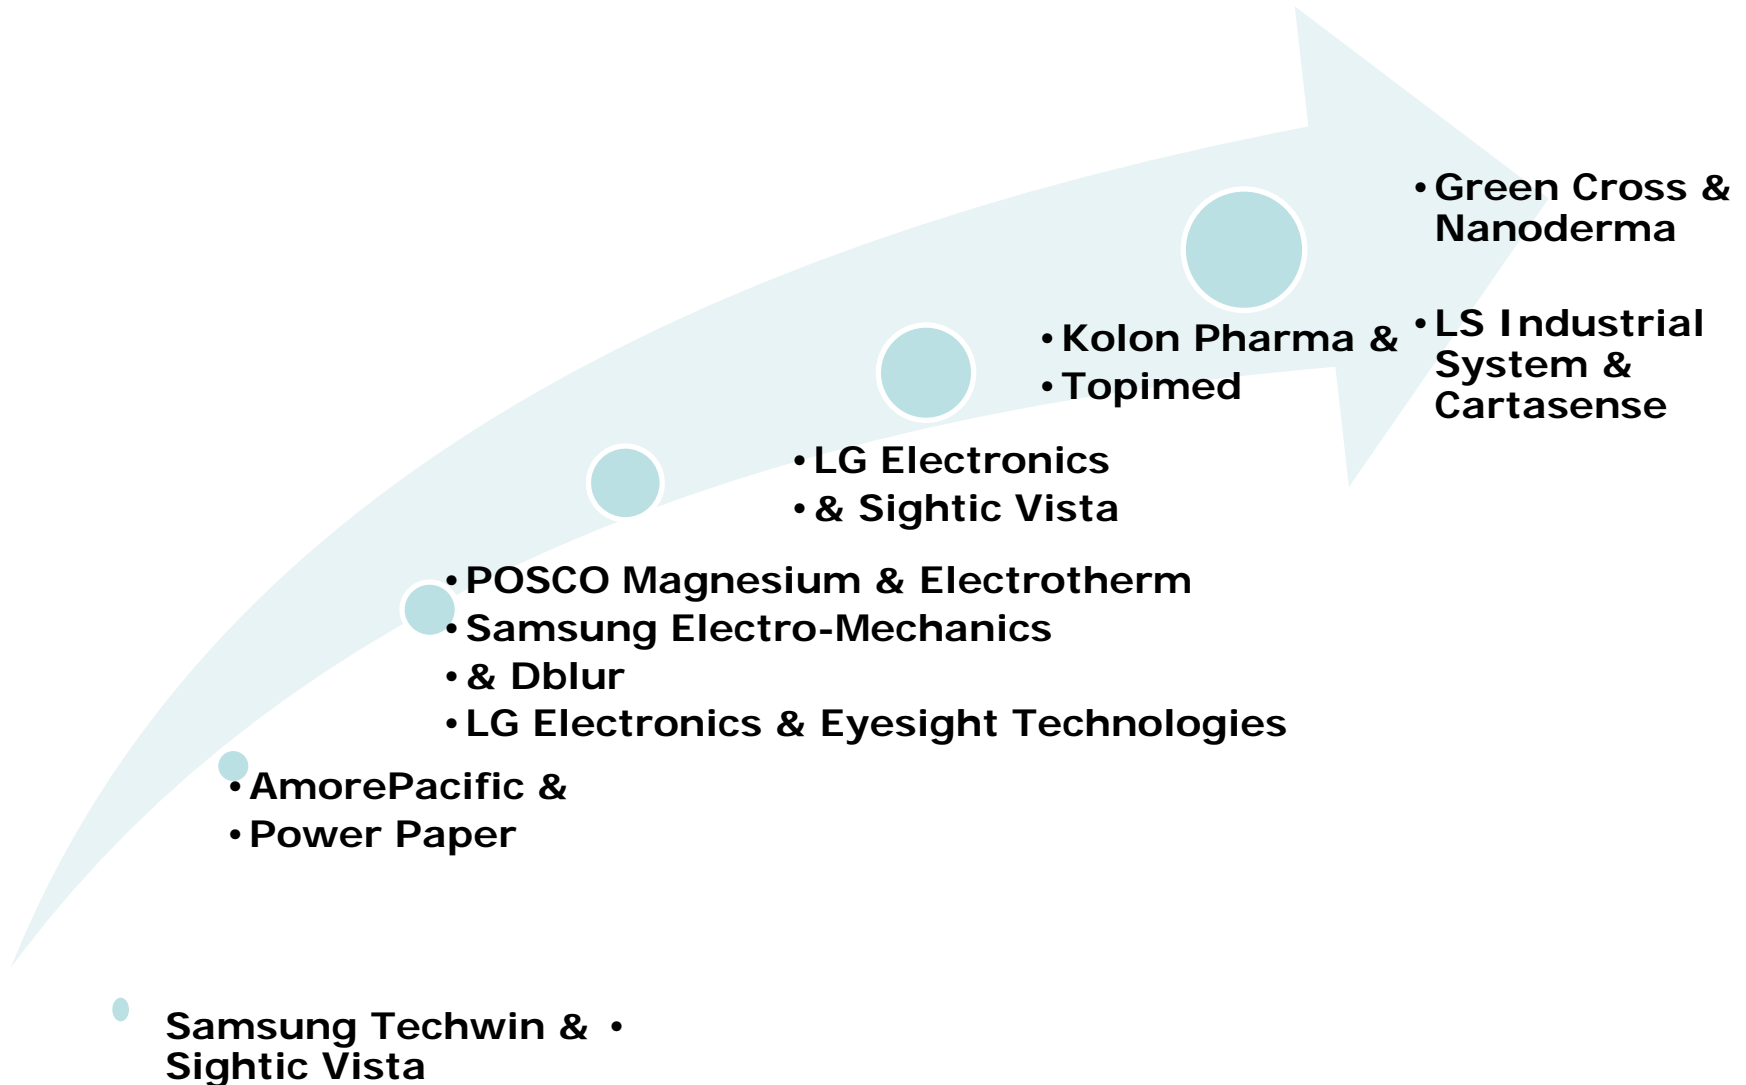 • Green Cross &
Nanoderma
• LS Industrial
System &
Cartasense
• Kolon Pharma &
• Topimed
• LG Electronics
• & Sightic Vista
• POSCO Magnesium & Electrotherm
• Samsung Electro-Mechanics
• & Dblur
• LG Electronics & Eyesight Technologies
• AmorePacific &
• Power Paper
Samsung Techwin & •
Sightic Vista